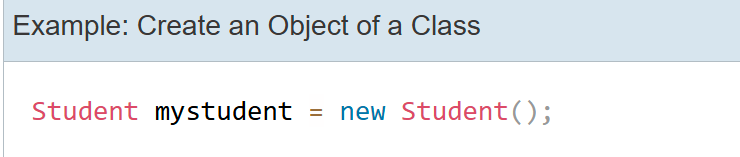 Example: Create an Object of a Class
Student mystudent = new Student();